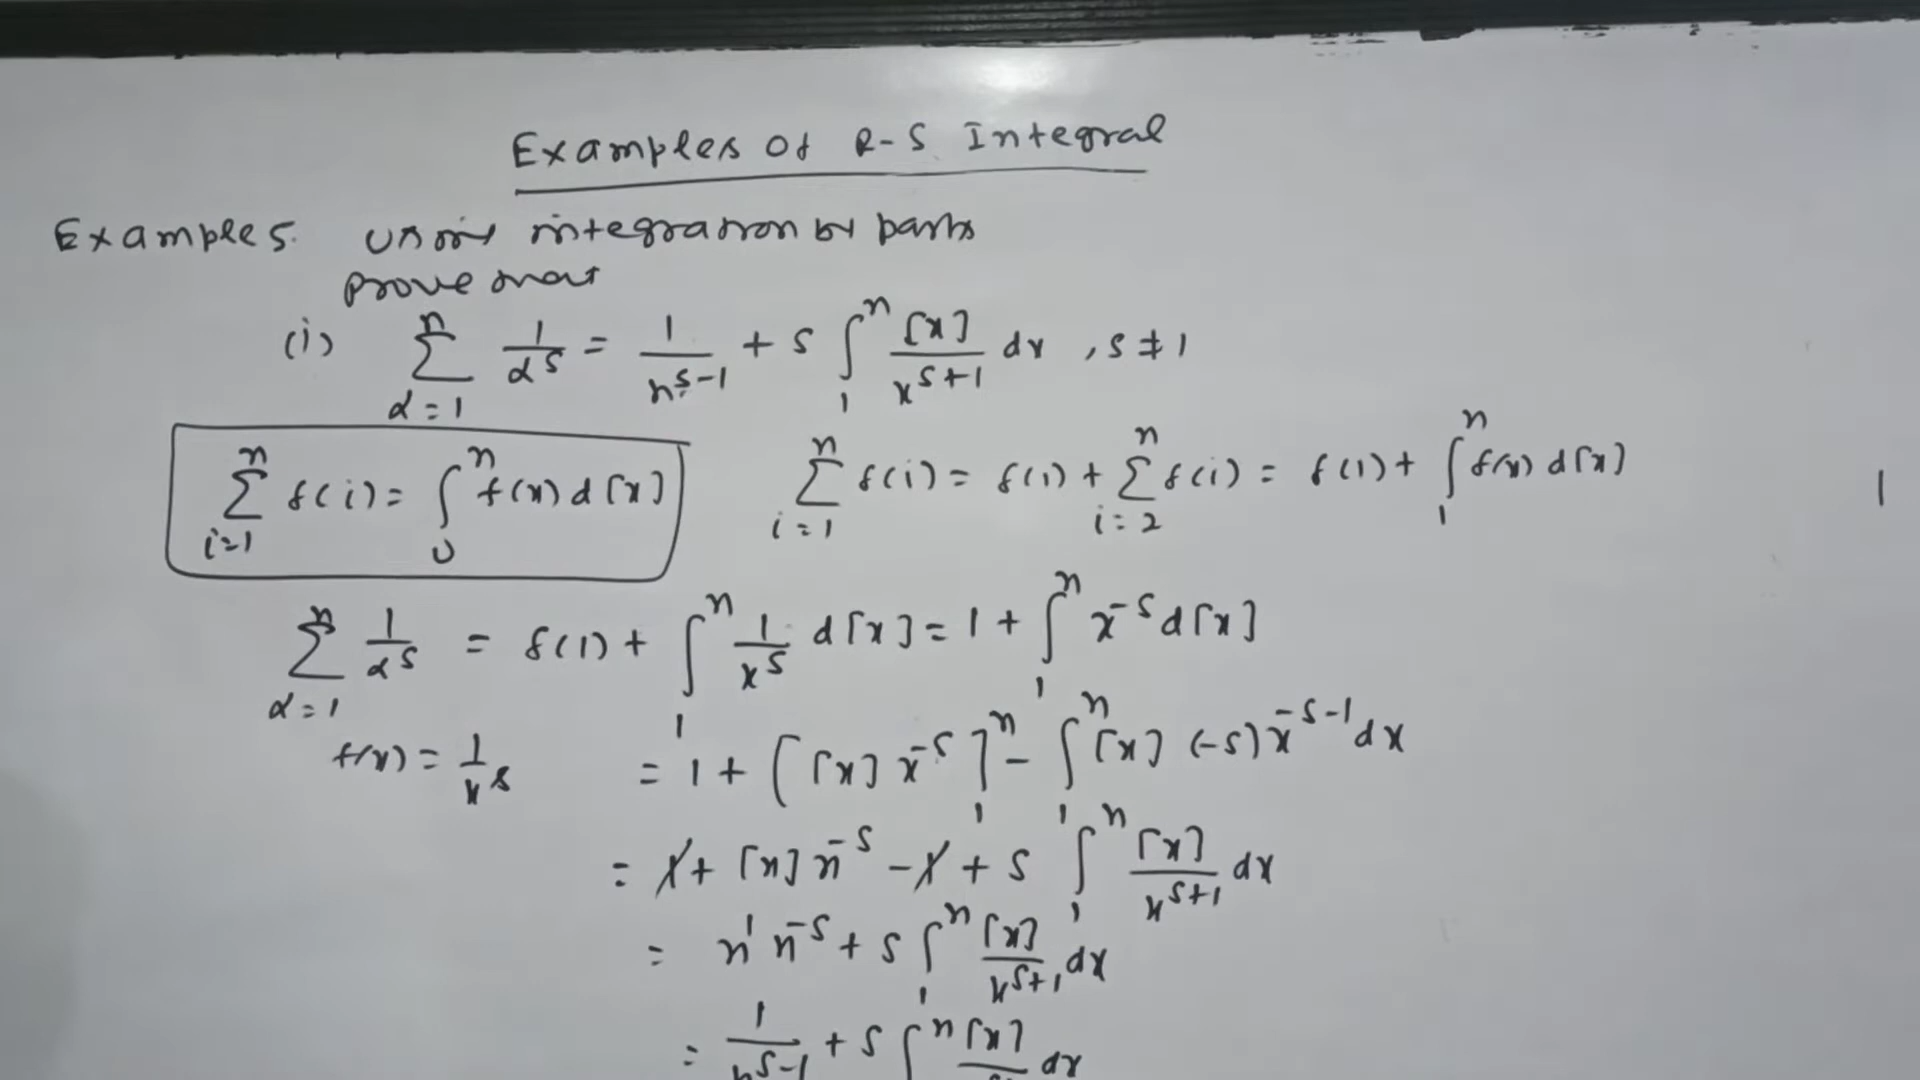 Examples of R-S Integral
Examples. Using integration by parts
Prove that
(i) ∑_{α=1}^{n} 1/α^s = 1/n^{s-1} + s ∫_1^n [x]/x^{s+1} dx , s ≠ 1
∑_{i=1}^{n} f(i) = ∫_0^n f(x) d[x] ∑_{i=1}^{n} f(i) = f(1) + ∑_{i=2}^{n} f(i) = f(1) + ∫_1^n f(x) d[x]
∑_{α=1}^{n} 1/α^s = f(1) + ∫_1^n 1/x^s d[x] = 1 + ∫_1^n x^{-s} d[x]
f(x) = 1/x^s = 1 + [[x] x^{-s}]_1^n - ∫_1^n [x] (-s) x^{-s-1} dx
= 1 + [n] n^{-s} - 1 + s ∫_1^n [x]/x^{s+1} dx
= n^1 n^{-s} + s ∫_1^n [x]/x^{s+1} dx
= 1/n^{s-1} + s ∫^n [x] dx